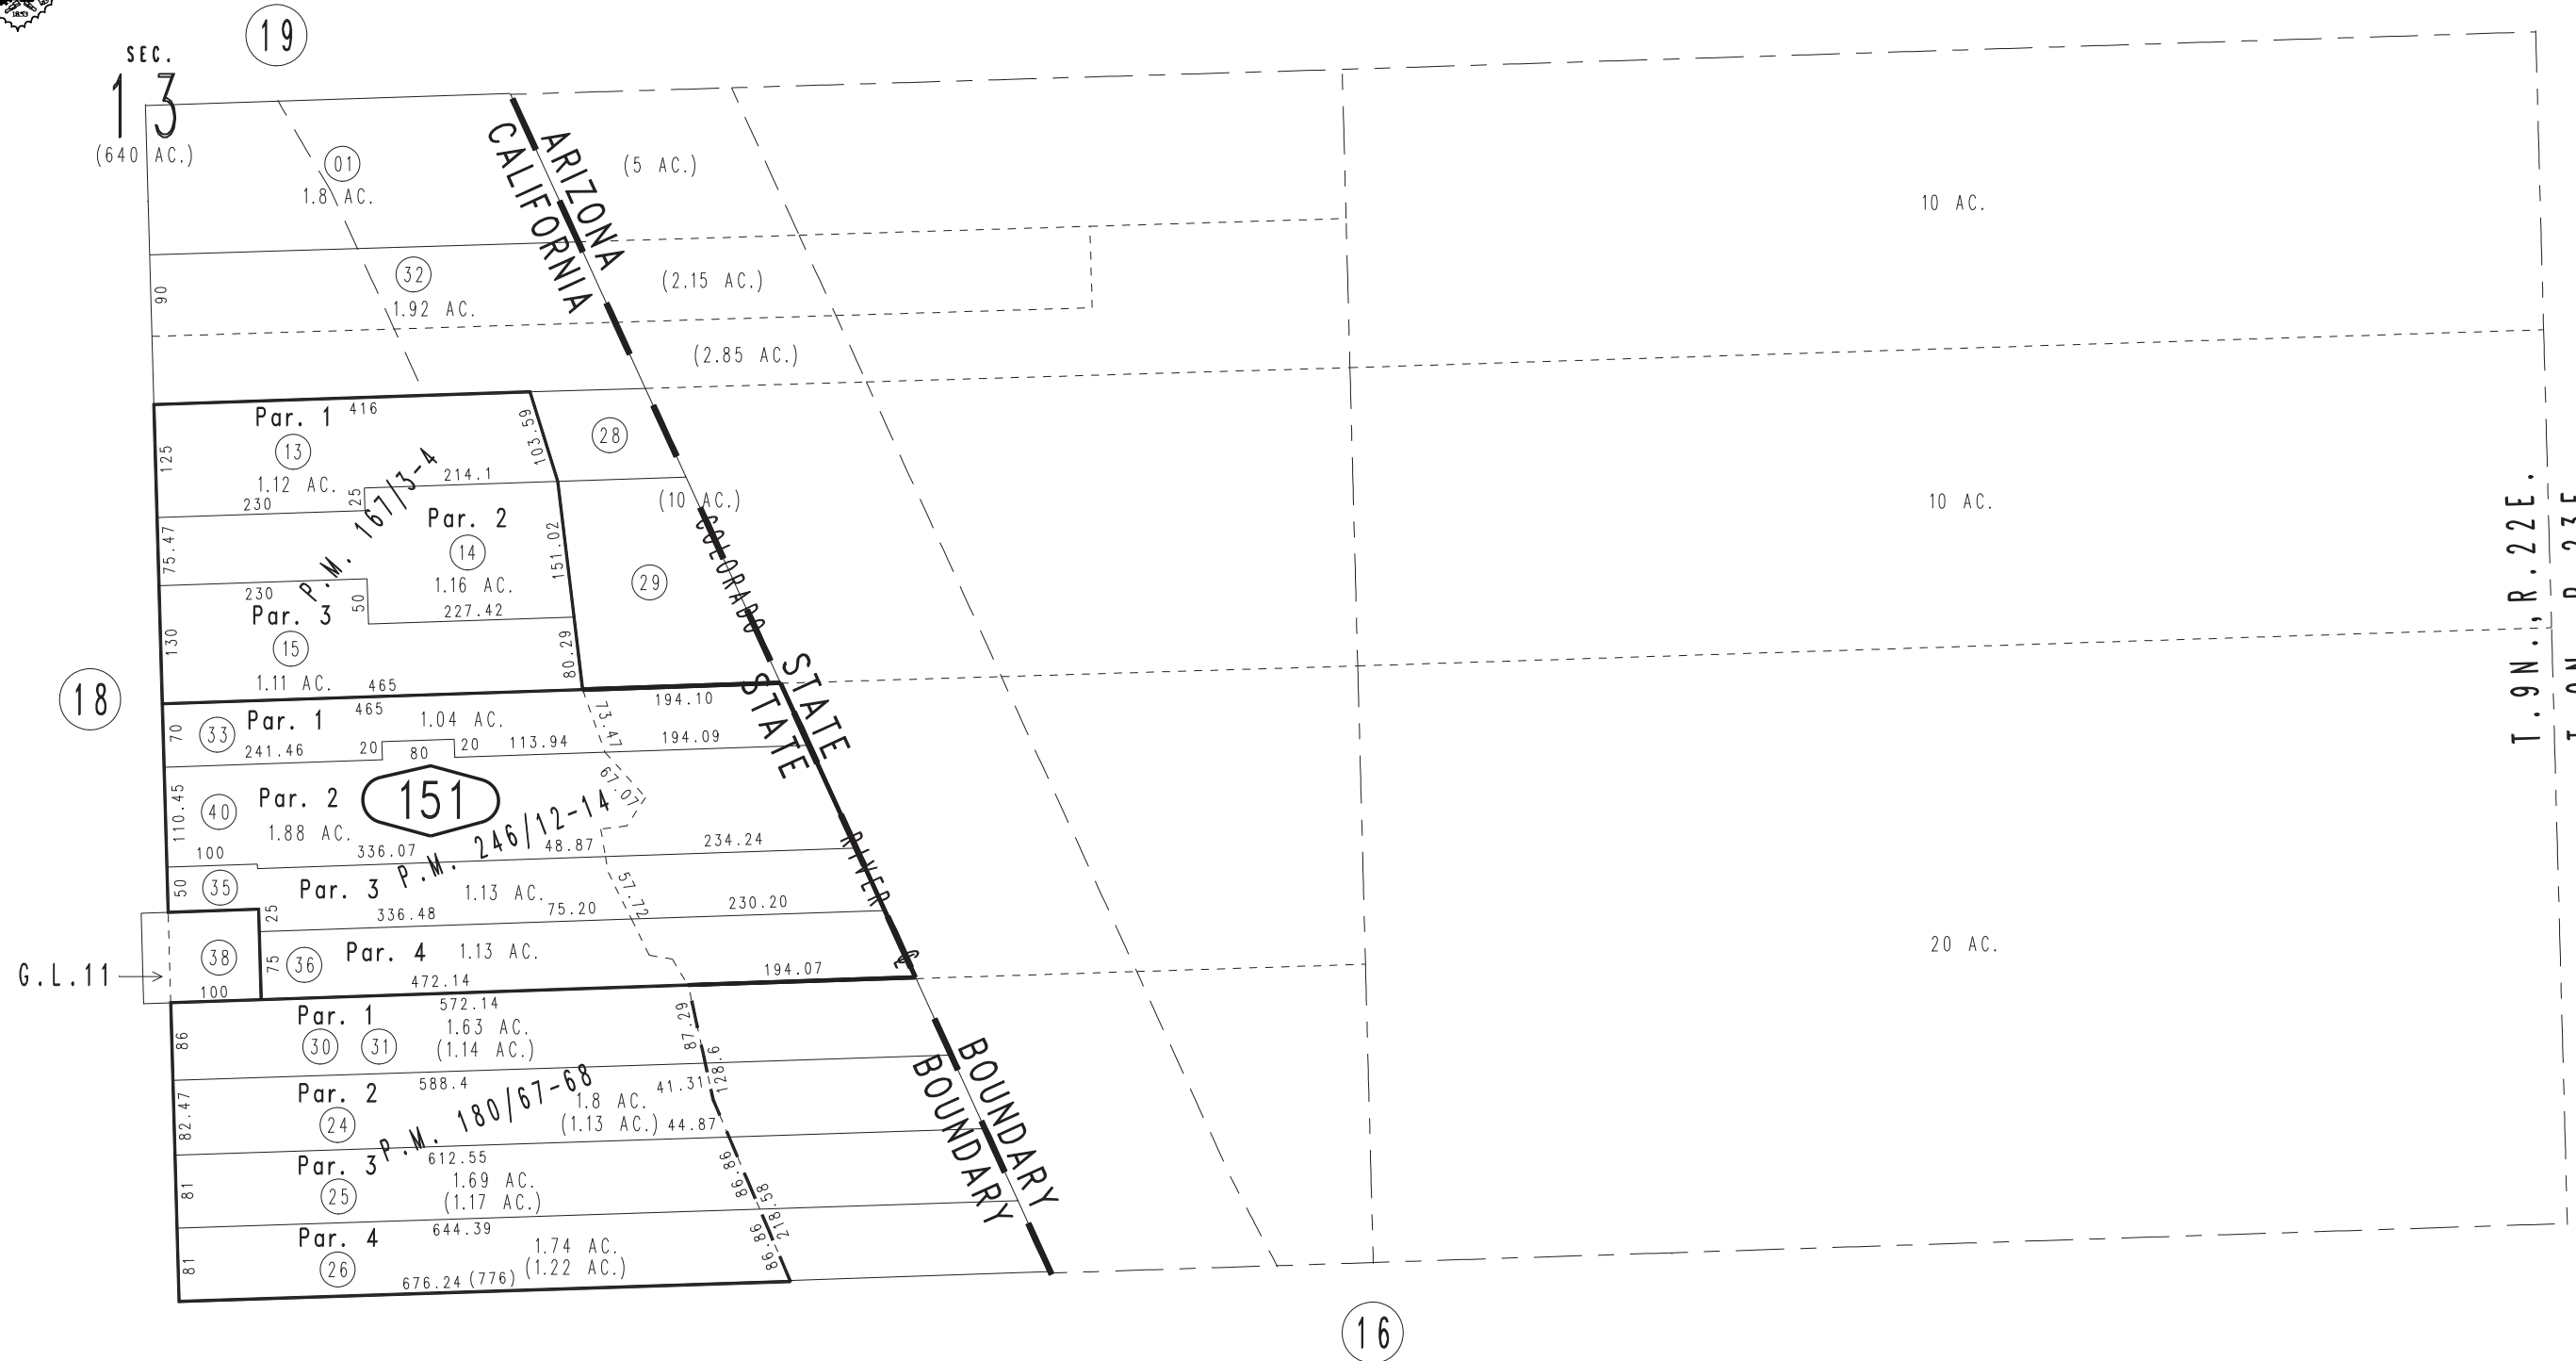 1853
19
SEC.
13
(640 AC.)
01
1.8 AC.
ARIZONA
CALIFORNIA
(5 AC.)
10 AC.
90
32
1.92 AC.
(2.15 AC.)
(2.85 AC.)
Par. 1
416
13
1.12 AC.
125
103.59
28
P.M. 167/3-4
230
25
214.1
(10 AC.)
10 AC.
75.47
Par. 2
14
1.16 AC.
151.02
29
COLORADO
230
50
227.42
Par. 3
15
1.11 AC.
130
80.29
465
T.9N.,R.22E.
18
STATE
STATE
194.10
465
Par. 1
33
1.04 AC.
70
73.47
241.46
20
80
20
113.94
194.09
67.07
Par. 2
40
1.88 AC.
110.45
151
P.M. 246/12-14
100
336.07
48.87
234.24
RIVER
35
50
Par. 3
1.13 AC.
57.72
25
336.48
75.20
230.20
20 AC.
G.L.11
38
100
75
36
Par. 4
1.13 AC.
472.14
194.07
572.14
Par. 1
1.63 AC.
30
31
(1.14 AC.)
86
87.29
128.6
BOUNDARY
BOUNDARY
588.4
41.31
Par. 2
1.8 AC.
24
(1.13 AC.)
44.87
82.47
P.M. 180/67-68
612.55
Par. 3
1.69 AC.
25
(1.17 AC.)
81
86.86
218.58
644.39
Par. 4
1.74 AC.
26
(1.22 AC.)
81
86.86
676.24 (776)
16